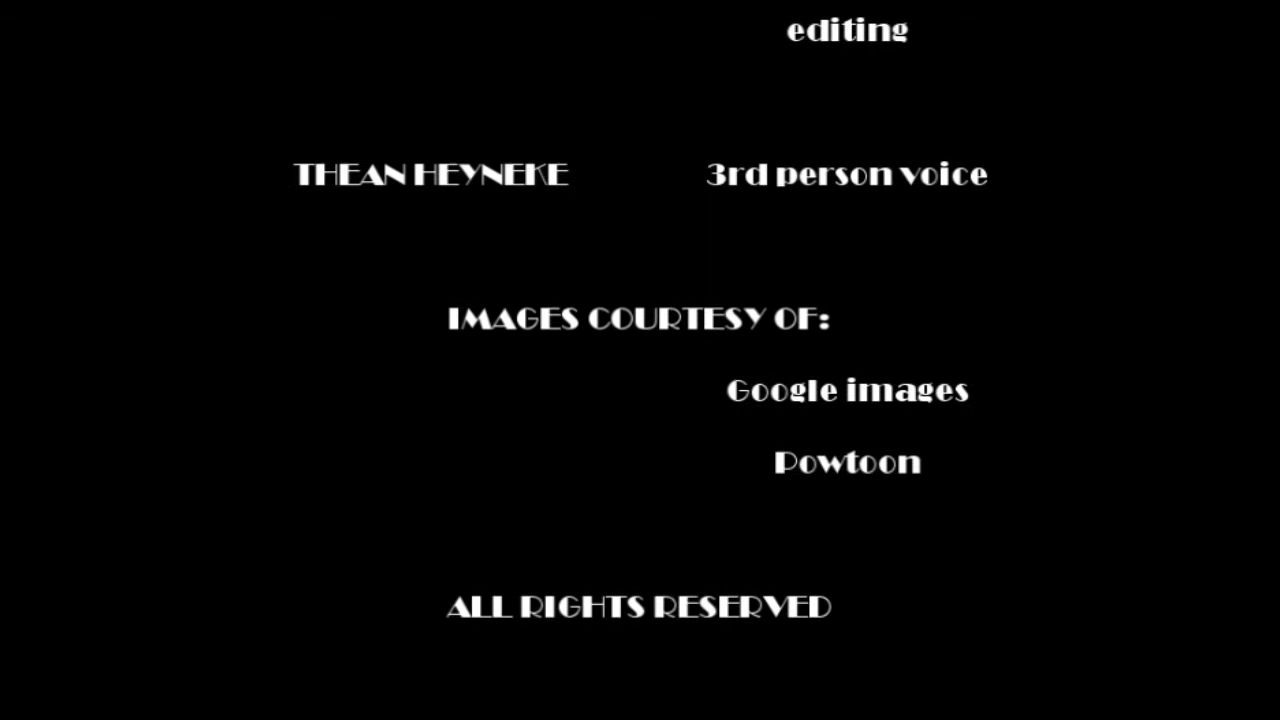 editing
THEAN HEYNEKE 3rd person voice
IMAGES COURTESY OF:
Google images
Powtoon
ALL RIGHTS RESERVED